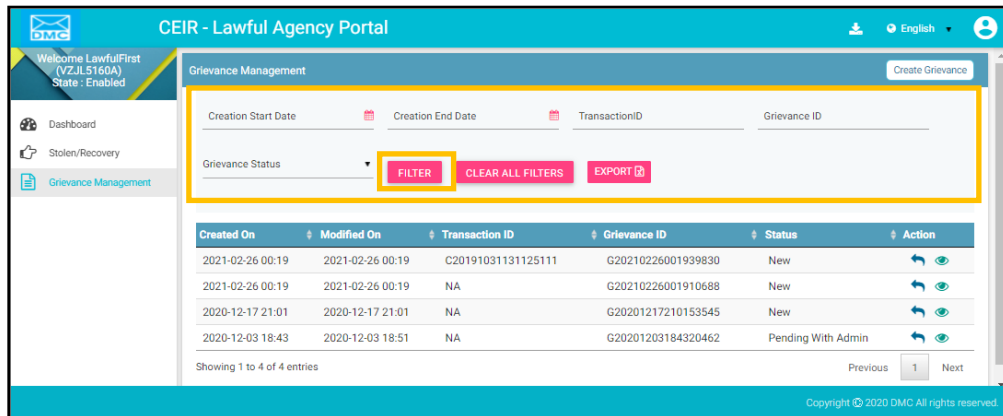 DMC
CEIR - Lawful Agency Portal
English
Welcome LawfulFirst
(VZJL5160A)
State : Enabled
Dashboard
Stolen/Recovery
Grievance Management
Grievance Management
Create Grievance
Creation Start Date
Creation End Date
TransactionID
Grievance ID
Grievance Status
FILTER
CLEAR ALL FILTERS
EXPORT
Created On Modified On Transaction ID Grievance ID Status Action
2021-02-26 00:19 2021-02-26 00:19 C20191031131125111 G20210226001939830 New
2021-02-26 00:19 2021-02-26 00:19 NA G20210226001910688 New
2020-12-17 21:01 2020-12-17 21:01 NA G20201217210153545 New
2020-12-03 18:43 2020-12-03 18:51 NA G20201203184320462 Pending With Admin
Showing 1 to 4 of 4 entries
Previous 1 Next
Copyright © 2020 DMC All rights reserved.